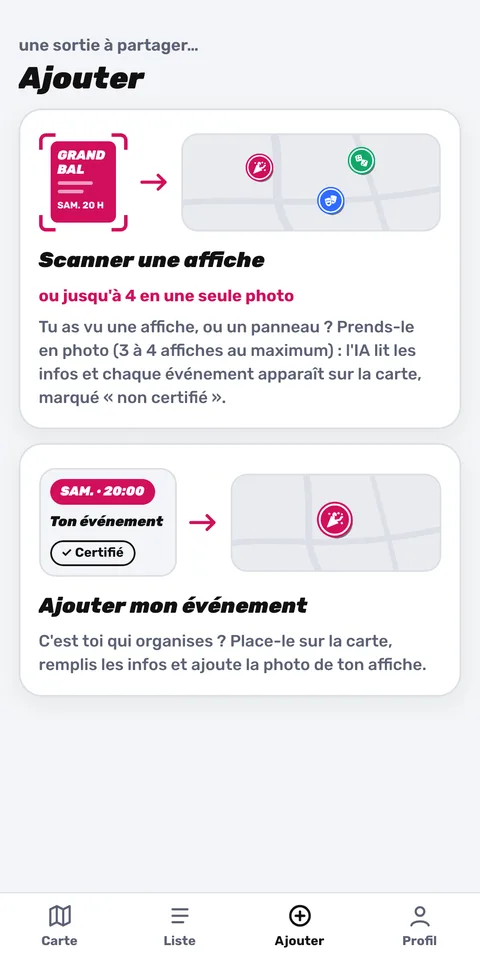 une sortie à partager…
Ajouter
GRAND
BAL
SAM. 20 H
Scanner une affiche
ou jusqu'à 4 en une seule photo
Tu as vu une affiche, ou un panneau ? Prends-le
en photo (3 à 4 affiches au maximum) : l'IA lit les
infos et chaque événement apparaît sur la carte,
marqué « non certifié ».
SAM. · 20:00
Ton événement
✓ Certifié
Ajouter mon événement
C'est toi qui organises ? Place-le sur la carte,
remplis les infos et ajoute la photo de ton affiche.
Carte Liste Ajouter Profil